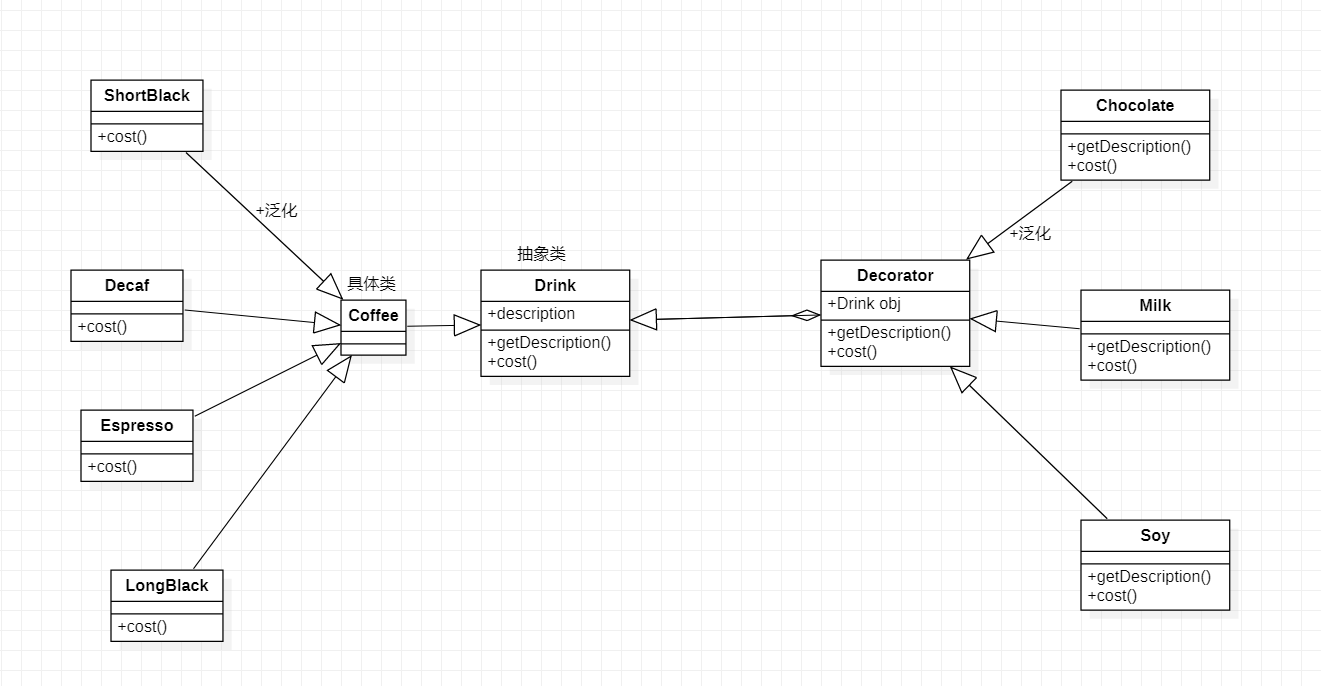 ShortBlack
+cost()
+泛化
Decaf
+cost()
Espresso
+cost()
LongBlack
+cost()
具体类
Coffee
抽象类
Drink
+description
+getDescription()
+cost()
Decorator
+Drink obj
+getDescription()
+cost()
Chocolate
+getDescription()
+cost()
+泛化
Milk
+getDescription()
+cost()
Soy
+getDescription()
+cost()